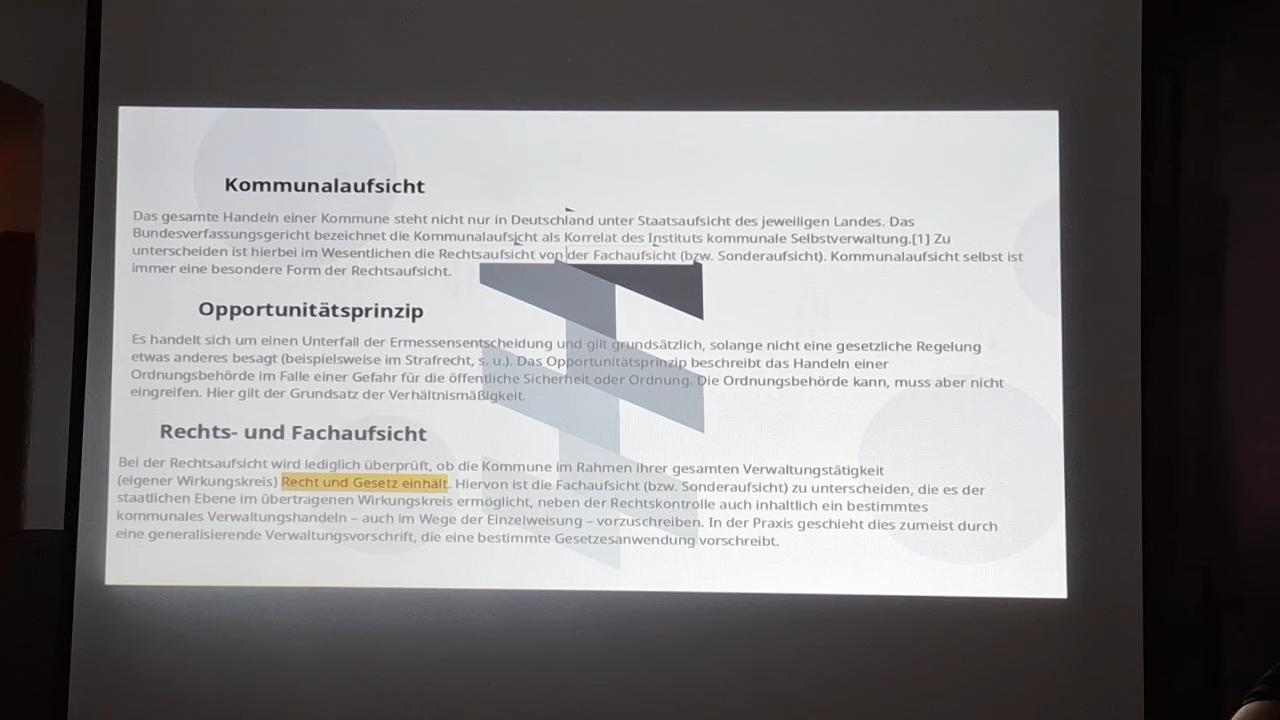 Kommunalaufsicht
Das gesamte Handeln einer Kommune steht nicht nur in Deutschland unter Staatsaufsicht des jeweiligen Landes. Das
Bundesverfassungsgericht bezeichnet die Kommunalaufsicht als Korrelat des Instituts kommunale Selbstverwaltung.[1] Zu
unterscheiden ist hierbei im Wesentlichen die Rechtsaufsicht von der Fachaufsicht (bzw. Sonderaufsicht). Kommunalaufsicht selbst ist
immer eine besondere Form der Rechtsaufsicht.
Opportunitätsprinzip
Es handelt sich um einen Unterfall der Ermessensentscheidung und gilt grundsätzlich, solange nicht eine gesetzliche Regelung
etwas anderes besagt (beispielsweise im Strafrecht, s. u.). Das Opportunitätsprinzip beschreibt das Handeln einer
Ordnungsbehörde im Falle einer Gefahr für die öffentliche Sicherheit oder Ordnung. Die Ordnungsbehörde kann, muss aber nicht
eingreifen. Hier gilt der Grundsatz der Verhältnismäßigkeit.
Rechts- und Fachaufsicht
Bei der Rechtsaufsicht wird lediglich überprüft, ob die Kommune im Rahmen ihrer gesamten Verwaltungstätigkeit
(eigener Wirkungskreis) Recht und Gesetz einhält. Hiervon ist die Fachaufsicht (bzw. Sonderaufsicht) zu unterscheiden, die es der
staatlichen Ebene im übertragenen Wirkungskreis ermöglicht, neben der Rechtskontrolle auch inhaltlich ein bestimmtes
kommunales Verwaltungshandeln – auch im Wege der Einzelweisung – vorzuschreiben. In der Praxis geschieht dies zumeist durch
eine generalisierende Verwaltungsvorschrift, die eine bestimmte Gesetzesanwendung vorschreibt.